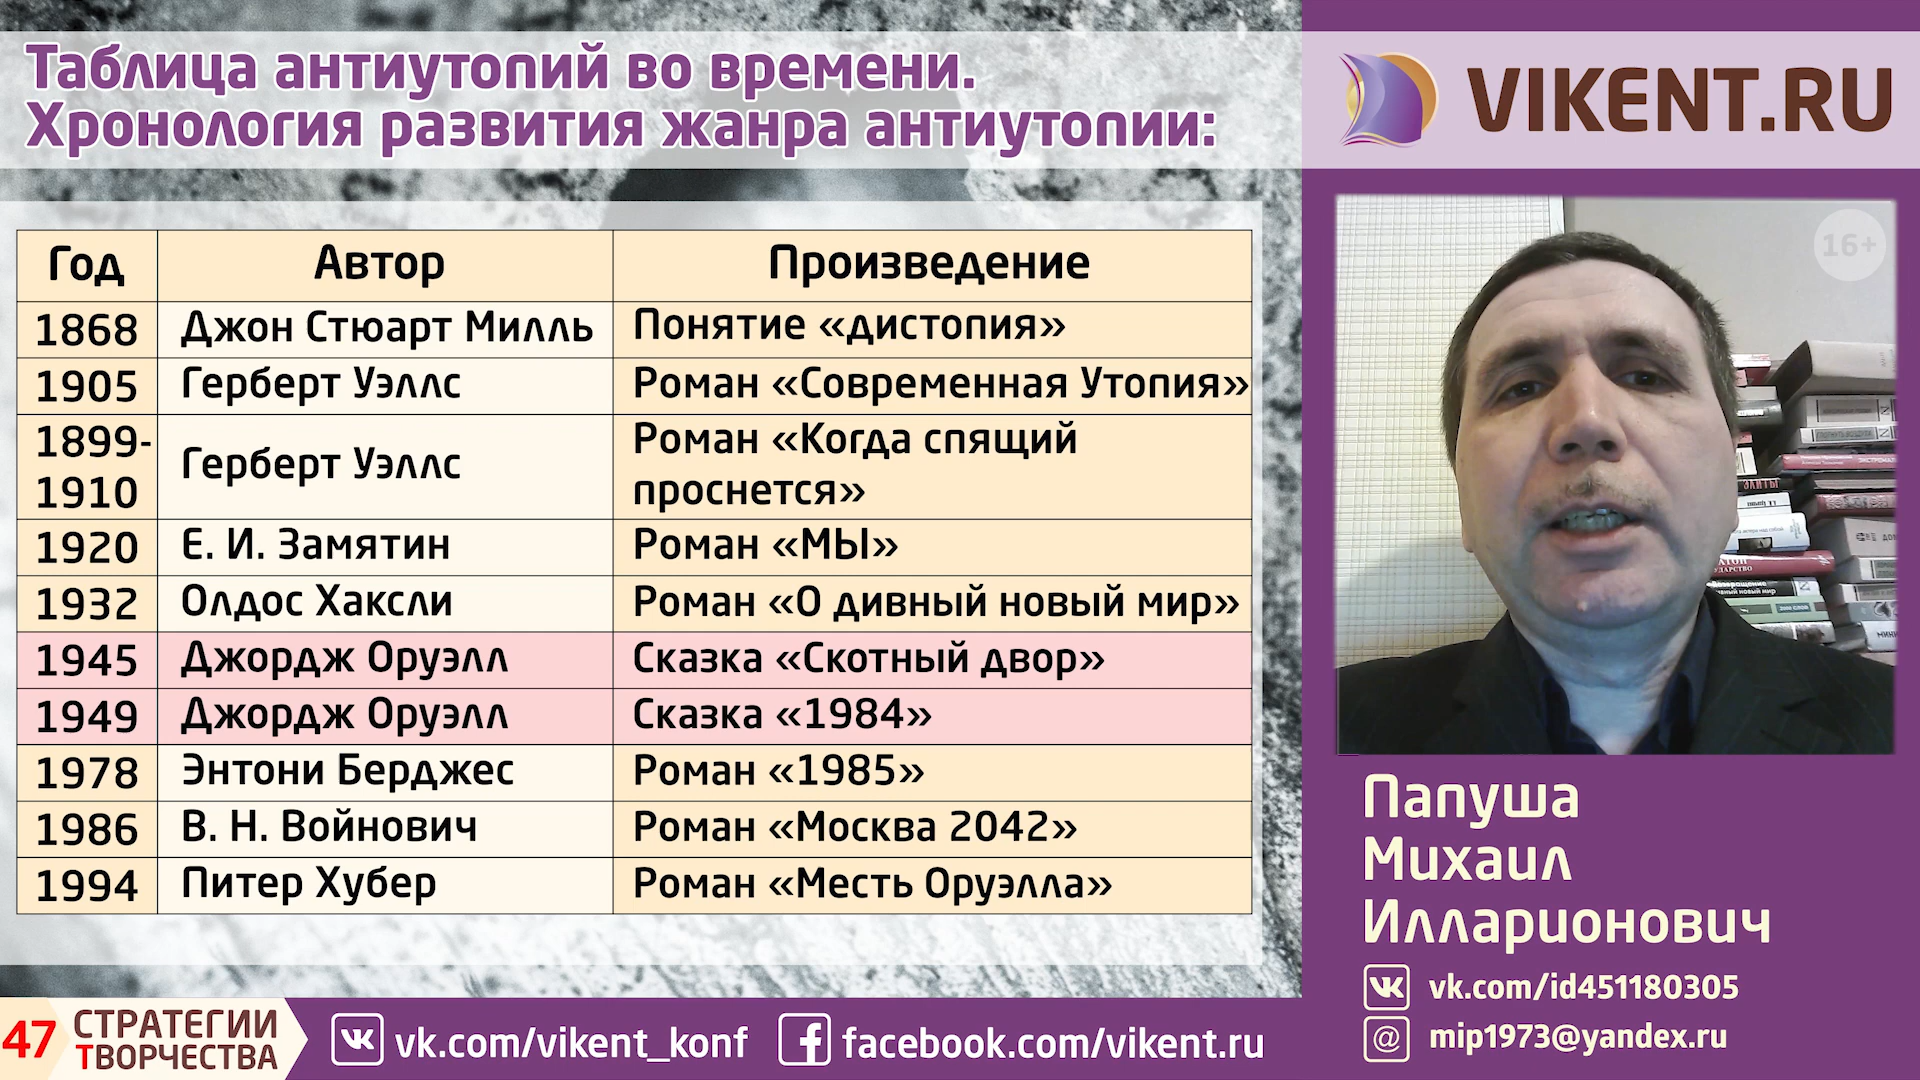 Таблица антиутопий во времени.
Хронология развития жанра антиутопии:
VIKENT.RU
16+
Год Автор Произведение
1868 Джон Стюарт Милль Понятие «дистопия»
1905 Герберт Уэллс Роман «Современная Утопия»
1899-
1910 Герберт Уэллс Роман «Когда спящий
проснется»
1920 Е. И. Замятин Роман «МЫ»
1932 Олдос Хаксли Роман «О дивный новый мир»
1945 Джордж Оруэлл Сказка «Скотный двор»
1949 Джордж Оруэлл Сказка «1984»
1978 Энтони Берджес Роман «1985»
1986 В. Н. Войнович Роман «Москва 2042»
1994 Питер Хубер Роман «Месть Оруэлла»
Папуша
Михаил
Илларионович
vk.com/id451180305
@ mip1973@yandex.ru
47 СТРАТЕГИИ
ТВОРЧЕСТВА
vk.com/vikent_konf
facebook.com/vikent.ru